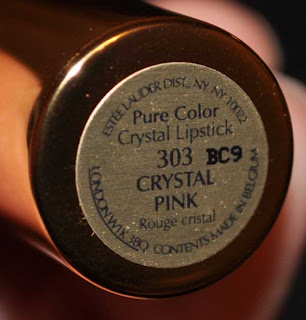 ESTEE LAUDER DIST., NY, NY 10022
Pure Color
Crystal Lipstick
303 BC9
CRYSTAL
PINK
Rouge cristal
LONDON W1K 3BQ CONTENTS MADE IN BELGIUM